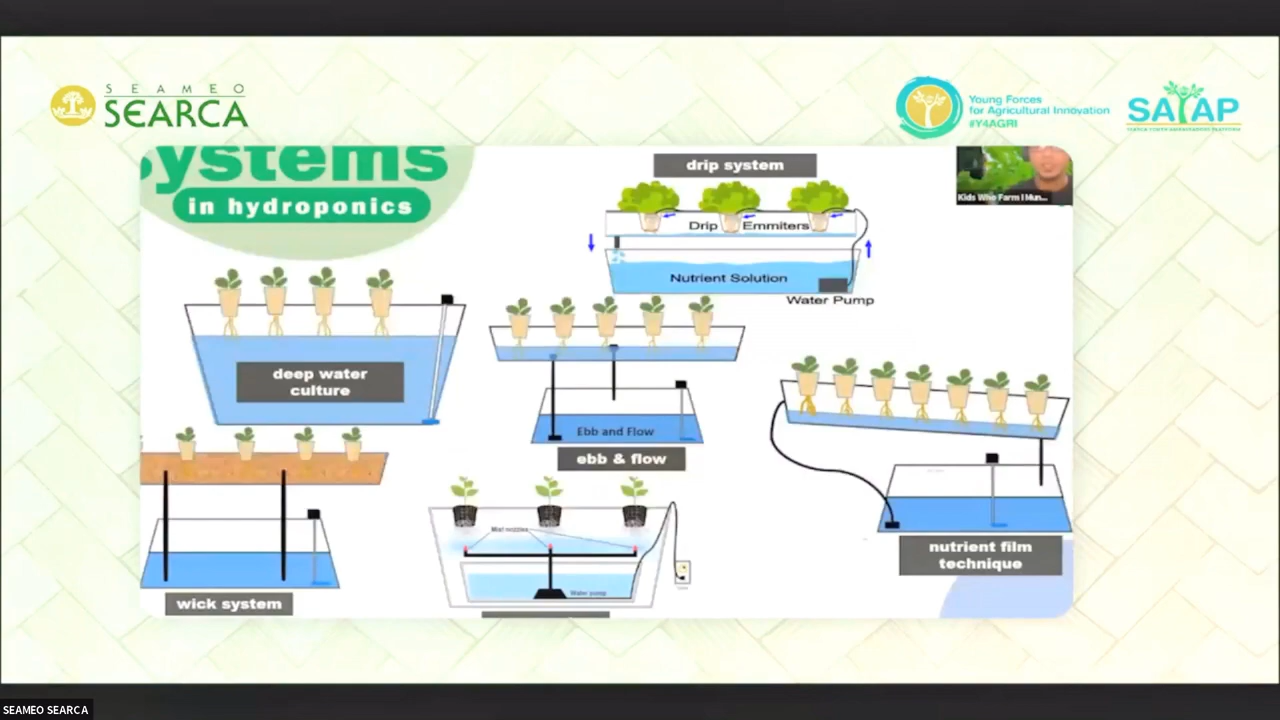 SEAMEO
SEARCA
Young Forces
for Agricultural Innovation
#Y4AGRI
SAYAP
systems
in hydroponics
drip system
Kids Who Farm I Mun...
Drip Emmiters
Nutrient Solution
Water Pump
deep water
culture
Ebb and Flow
ebb & flow
Mist nozzles
Water pump
nutrient film
technique
wick system
SEAMEO SEARCA